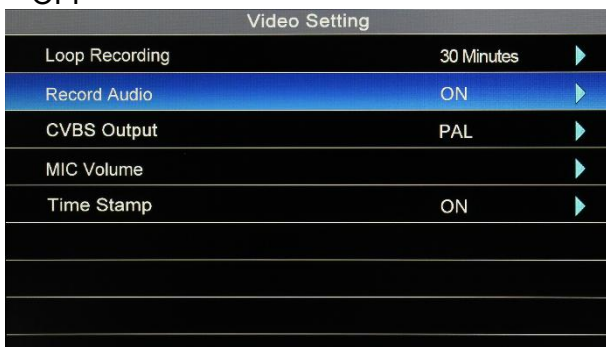 Video Setting
Loop Recording 30 Minutes
Record Audio ON
CVBS Output PAL
MIC Volume
Time Stamp ON